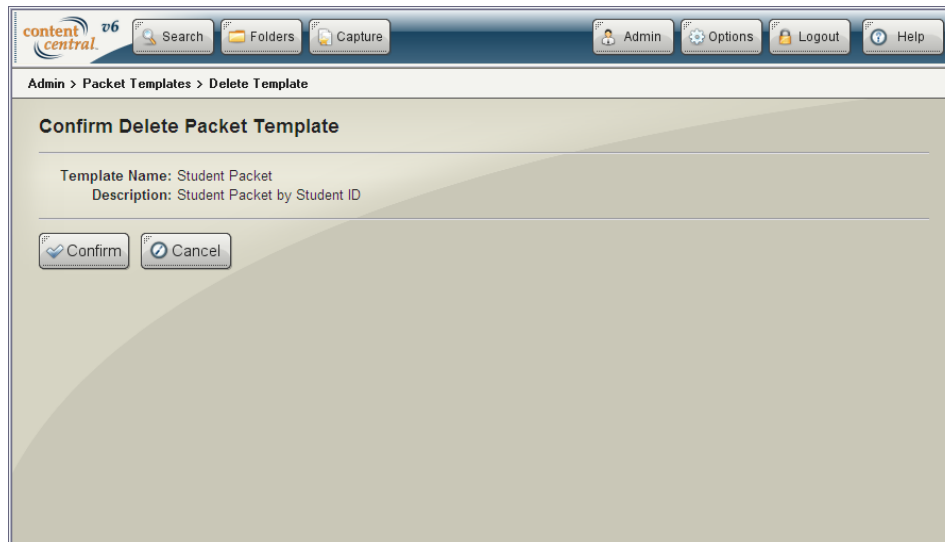 content central. v6 Search Folders Capture Admin Options Logout Help
Admin > Packet Templates > Delete Template
Confirm Delete Packet Template
Template Name: Student Packet
Description: Student Packet by Student ID
Confirm Cancel